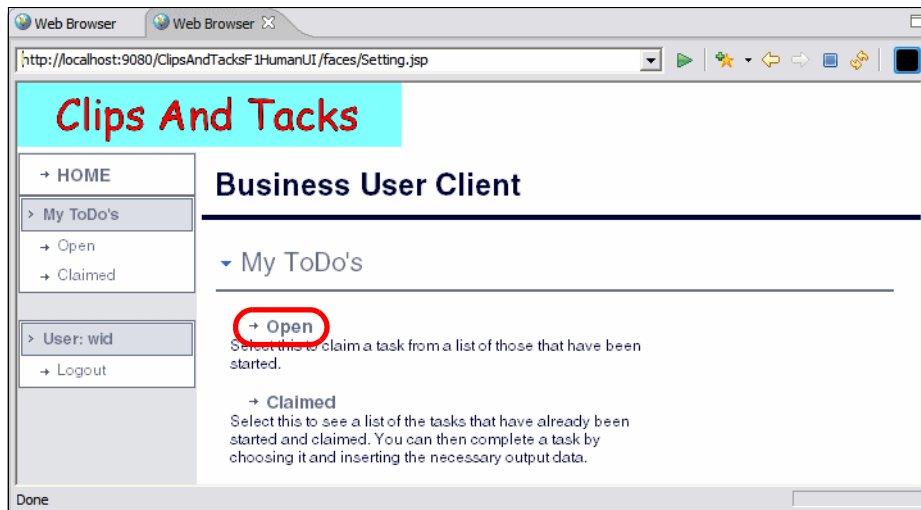 Web Browser
Web Browser
http://localhost:9080/ClipsAndTacksF1HumanUI/faces/Setting.jsp
Clips And Tacks
HOME
My ToDo's
Open
Claimed
User: wid
Logout
Business User Client
My ToDo's
Open
Select this to claim a task from a list of those that have been
started.
Claimed
Select this to see a list of the tasks that have already been
started and claimed. You can then complete a task by
choosing it and inserting the necessary output data.
Done